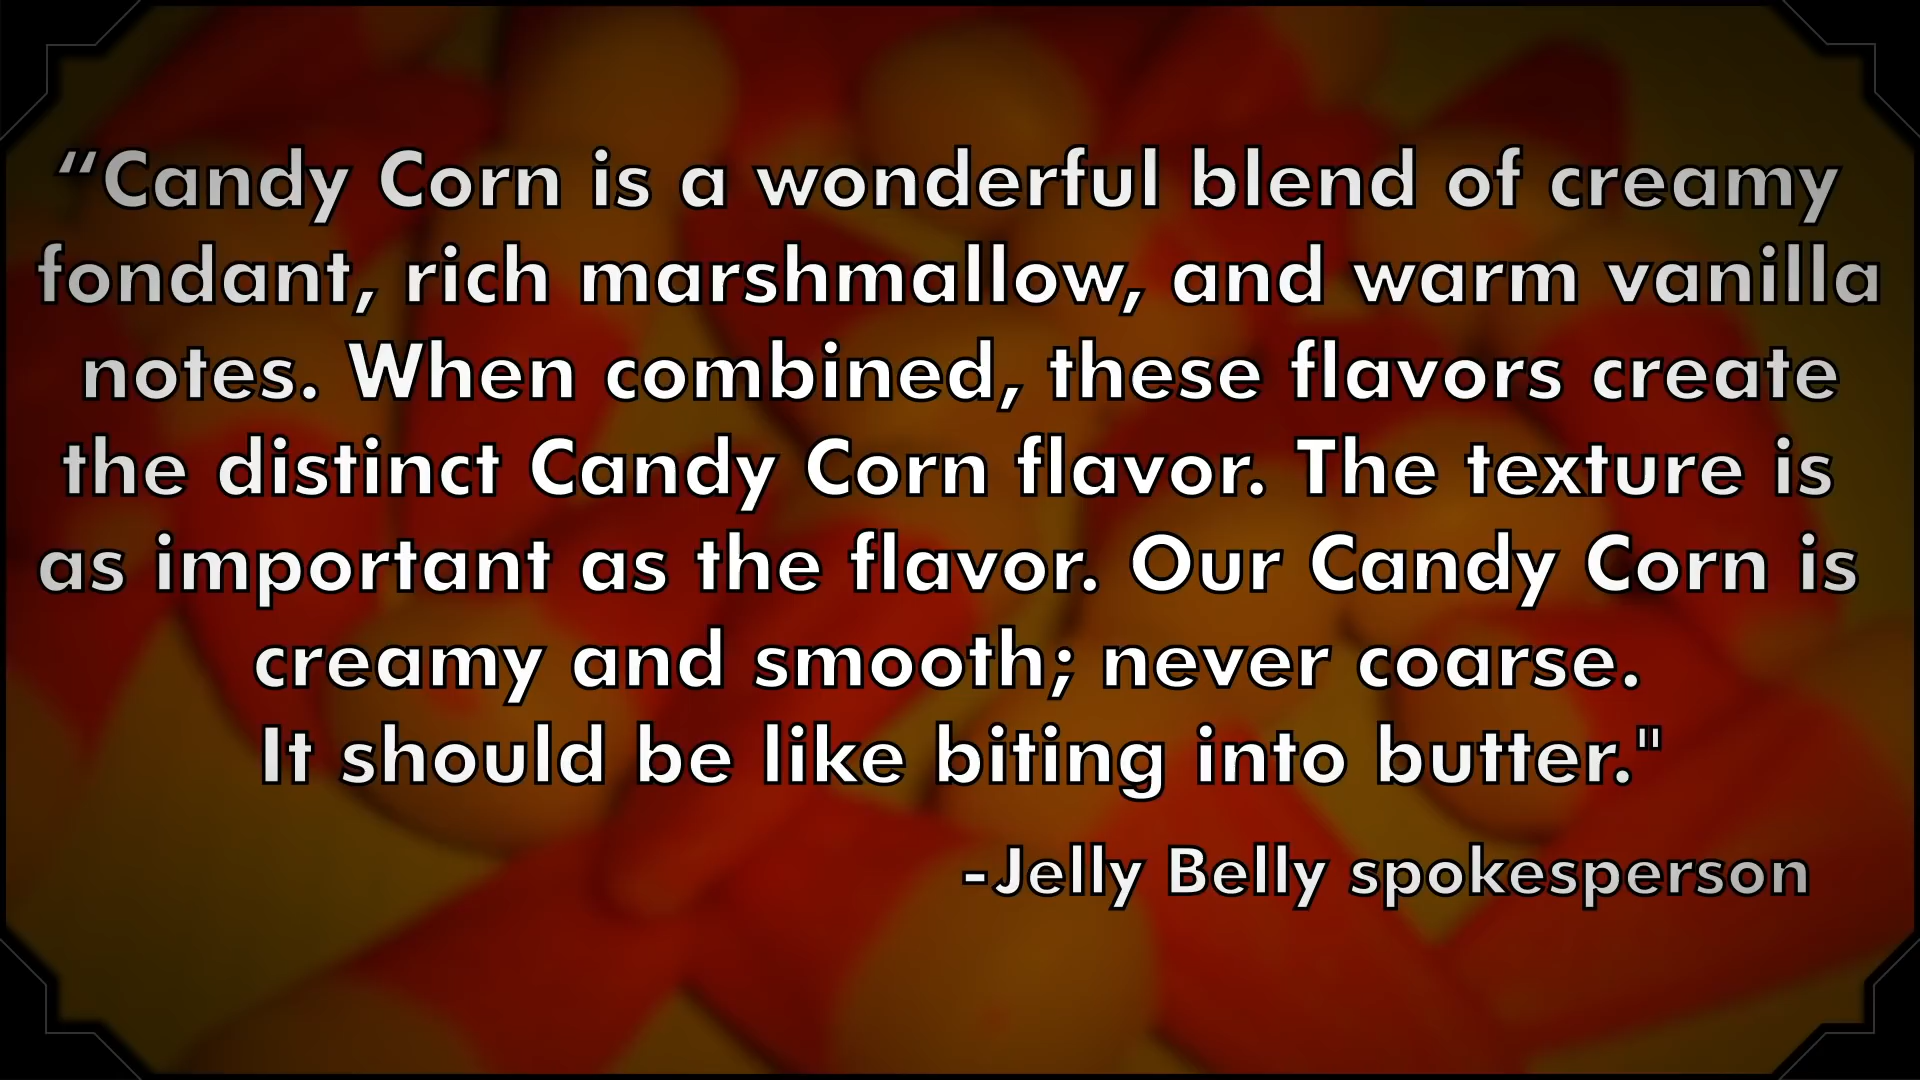 “Candy Corn is a wonderful blend of creamy
fondant, rich marshmallow, and warm vanilla
notes. When combined, these flavors create
the distinct Candy Corn flavor. The texture is
as important as the flavor. Our Candy Corn is
creamy and smooth; never coarse.
It should be like biting into butter."
-Jelly Belly spokesperson